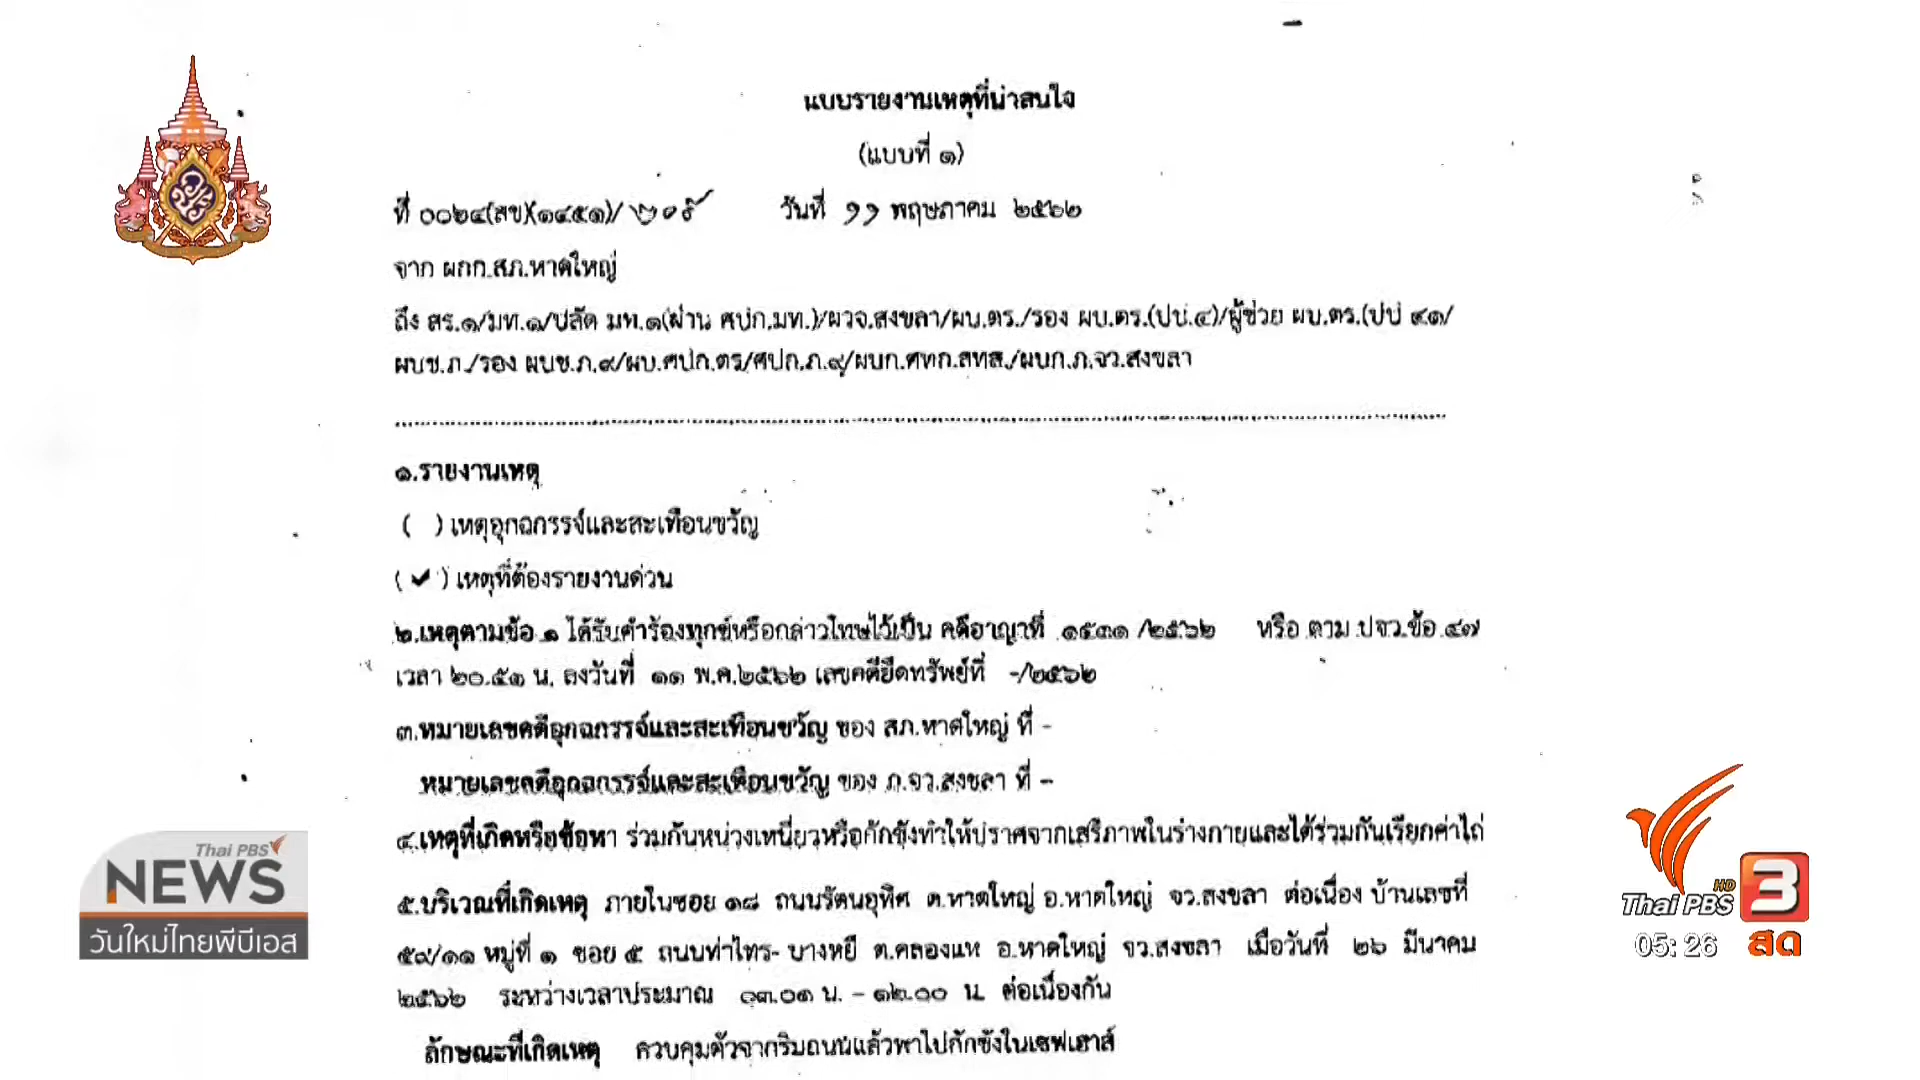 แบบรายงานเหตุที่น่าสนใจ
(แบบที่ ๑)
ที่ ๐๐๒๔(สข)(๑๔๕๑)/ วันที่ ๑๑ พฤษภาคม ๒๕๖๒
จาก ผกก.สภ.หาดใหญ่
ถึง สร.๑/มท.๑/ปลัด มท.๑(ผ่าน ศปก.มท.)/ผวจ.สงขลา/ผบ.ตร./รอง ผบ.ตร.(ปป.๔)/ผู้ช่วย ผบ.ตร.(ปป ๔๑/
ผบช.ภ./รอง ผบช.ภ.๙/ผบ.ศปก.ตร/ศปก.ภ.๙/ผบก.ศทก.สทส./ผบก.ภ.จว.สงขลา
๑.รายงานเหตุ
( ) เหตุอุกฉกรรจ์และสะเทือนขวัญ
(✔) เหตุที่ต้องรายงานด่วน
๒.เหตุตามข้อ ๑ ได้รับคำร้องทุกข์หรือกล่าวโทษไว้เป็น คดีอาญาที่ /๒๕๖๒ หรือ ตาม ปจว.ข้อ ๔๗
เวลา ๒๐.๕๑ น. ลงวันที่ ๑๑ พ.ค.๒๕๖๒ เลขคดียึดทรัพย์ที่ -/๒๕๖๒
๓.หมายเลขคดีอุกฉกรรจ์และสะเทือนขวัญ ของ สภ.หาดใหญ่ ที่ -
หมายเลขคดีอุกฉกรรจ์และสะเทือนขวัญ ของ ภ.จว.สงขลา ที่ -
๔.เหตุที่เกิดหรือข้อหา ร่วมกันหน่วงเหนี่ยวหรือกักขังทำให้ปราศจากเสรีภาพในร่างกายและได้ร่วมกันเรียกค่าไถ่
๕.บริเวณที่เกิดเหตุ ภายในซอย ๑๘ ถนนรัตนอุทิศ ต.หาดใหญ่ อ.หาดใหญ่ จว.สงขลา ต่อเนื่อง บ้านเลขที่
๕๙/๑๑ หมู่ที่ ๑ ซอย ๕ ถนนท่าไทร- บางหยี ต.คลองแห อ.หาดใหญ่ จว.สงขลา เมื่อวันที่ ๒๖ มีนาคม
๒๕๖๒ ระหว่างเวลาประมาณ ๑๓.๐๑ น. - ๑๒.๐๐ น. ต่อเนื่องกัน
ลักษณะที่เกิดเหตุ ควบคุมตัวจากริมถนนแล้วพาไปกักขังในเซฟเฮาส์
Thai PBS
NEWS
วันใหม่ไทยพีบีเอส
Thai PBS HD 3
05:26 สด